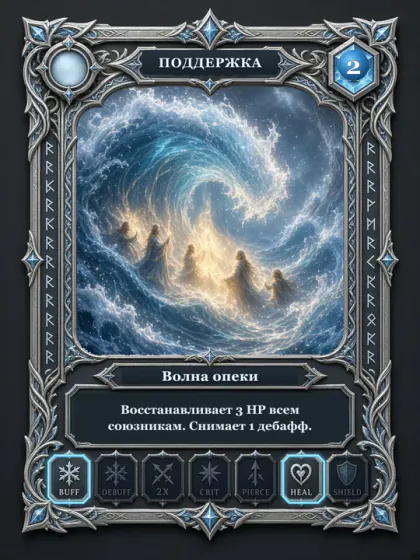 ПОДДЕРЖКА
2
Волна опеки
Восстанавливает 3 HP всем
союзникам. Снимает 1 дебафф.
BUFF
DEBUFF
2X
CRIT
PIERCE
HEAL
SHIELD